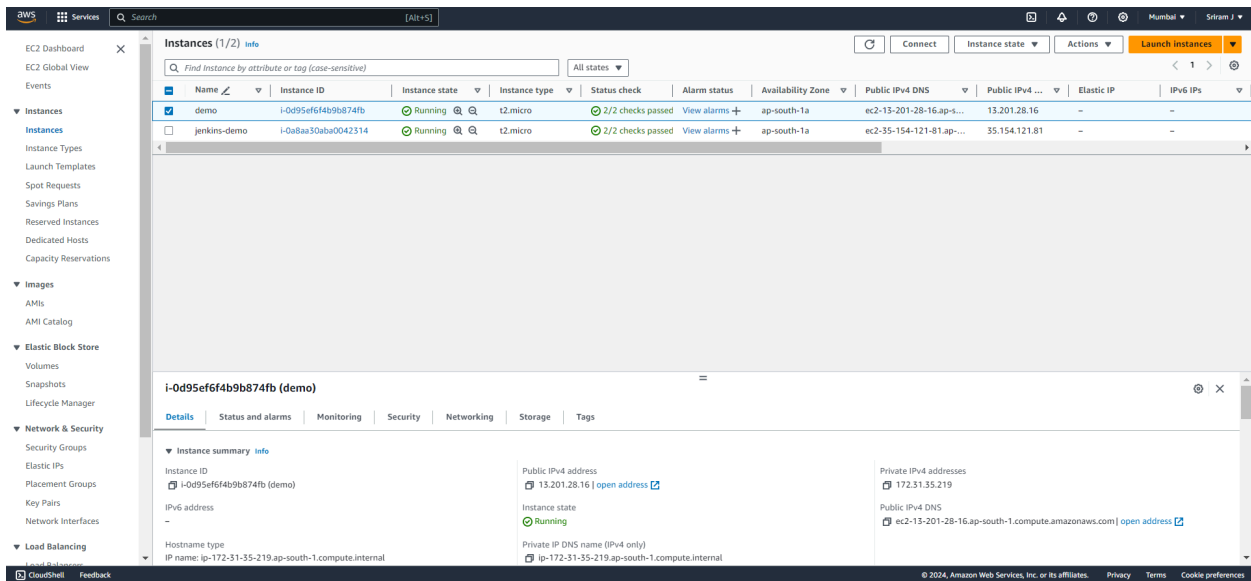 aws Services Search [Alt+S] Mumbai ▼ Sriram J ▼
EC2 Dashboard
EC2 Global View
Events
▼ Instances
Instances
Instance Types
Launch Templates
Spot Requests
Savings Plans
Reserved Instances
Dedicated Hosts
Capacity Reservations
▼ Images
AMIs
AMI Catalog
▼ Elastic Block Store
Volumes
Snapshots
Lifecycle Manager
▼ Network & Security
Security Groups
Elastic IPs
Placement Groups
Key Pairs
Network Interfaces
▼ Load Balancing
Instances (1/2) Info Connect Instance state ▼ Actions ▼ Launch instances ▼
Find Instance by attribute or tag (case-sensitive) All states ▼ < 1 >
Name Instance ID Instance state Instance type Status check Alarm status Availability Zone Public IPv4 DNS Public IPv4 ... Elastic IP IPv6 IPs
demo i-0d95ef6f4b9b874fb Running t2.micro 2/2 checks passed View alarms + ap-south-1a ec2-13-201-28-16.ap-s... 13.201.28.16 – –
jenkins-demo i-0a8aa30aba0042314 Running t2.micro 2/2 checks passed View alarms + ap-south-1a ec2-35-154-121-81.ap-... 35.154.121.81 – –
i-0d95ef6f4b9b874fb (demo)
Details Status and alarms Monitoring Security Networking Storage Tags
▼ Instance summary Info
Instance ID Public IPv4 address Private IPv4 addresses
i-0d95ef6f4b9b874fb (demo) 13.201.28.16 | open address 172.31.35.219
IPv6 address Instance state Public IPv4 DNS
– Running ec2-13-201-28-16.ap-south-1.compute.amazonaws.com | open address
Hostname type Private IP DNS name (IPv4 only)
IP name: ip-172-31-35-219.ap-south-1.compute.internal ip-172-31-35-219.ap-south-1.compute.internal
CloudShell Feedback © 2024, Amazon Web Services, Inc. or its affiliates. Privacy Terms Cookie preferences